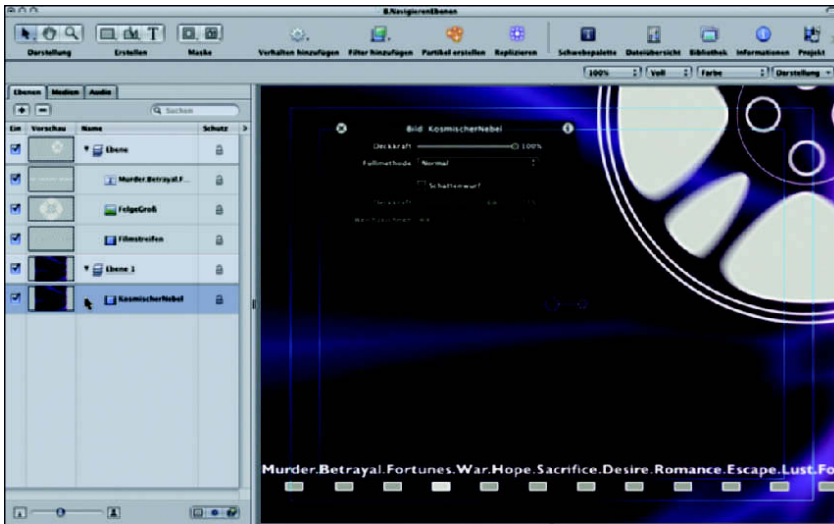 B.NavigierenEbenen
T
Darstellung Erstellen Maske Verhalten hinzufügen Filter hinzufügen Partikel erstellen Replizieren Schwebepalette Dateiübersicht Bibliothek Informationen Projekt
100% Voll Farbe Darstellung
Ebenen Medien Audio
Suchen
Ein Vorschau Name Schutz >
Ebene
Murder.Betrayal.F...
FelgeGroß
Filmstreifen
Ebene 1
KosmischerNebel
Bild: KosmischerNebel
Deckkraft 100%
Füllmethode Normal
Schattenwurf
Deckkraft
Murder.Betrayal.Fortunes.War.Hope.Sacrifice.Desire.Romance.Escape.Lust.Fo